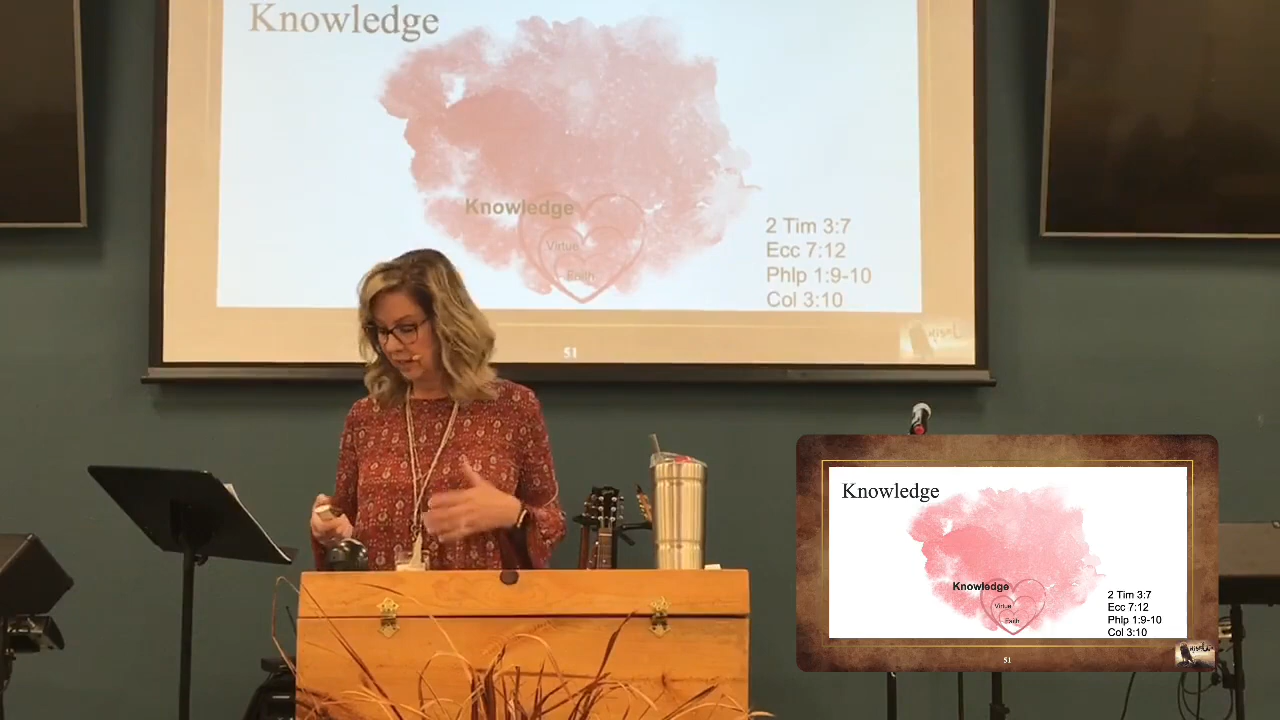 Knowledge
Knowledge
Virtue
Faith
2 Tim 3:7
Ecc 7:12
Phlp 1:9-10
Col 3:10
51
Knowledge
Knowledge
Virtue
Faith
2 Tim 3:7
Ecc 7:12
Phlp 1:9-10
Col 3:10
51